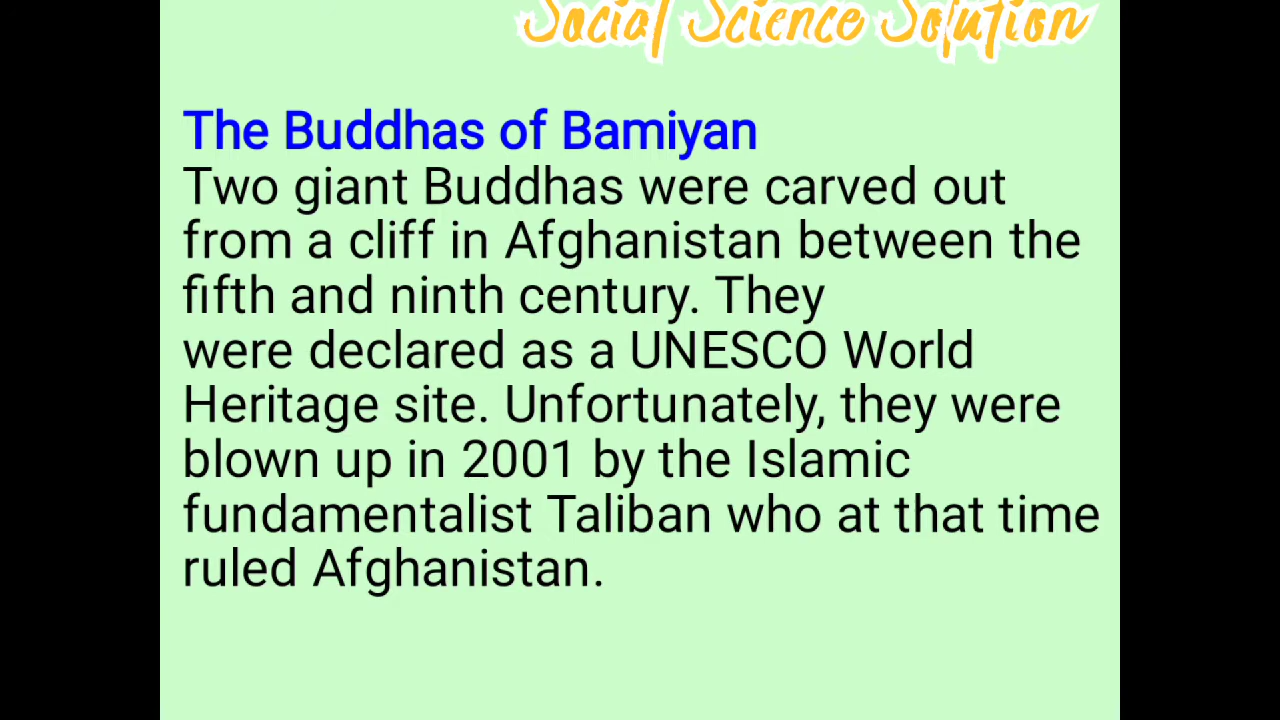 Social Science Solution
The Buddhas of Bamiyan
Two giant Buddhas were carved out
from a cliff in Afghanistan between the
fifth and ninth century. They
were declared as a UNESCO World
Heritage site. Unfortunately, they were
blown up in 2001 by the Islamic
fundamentalist Taliban who at that time
ruled Afghanistan.